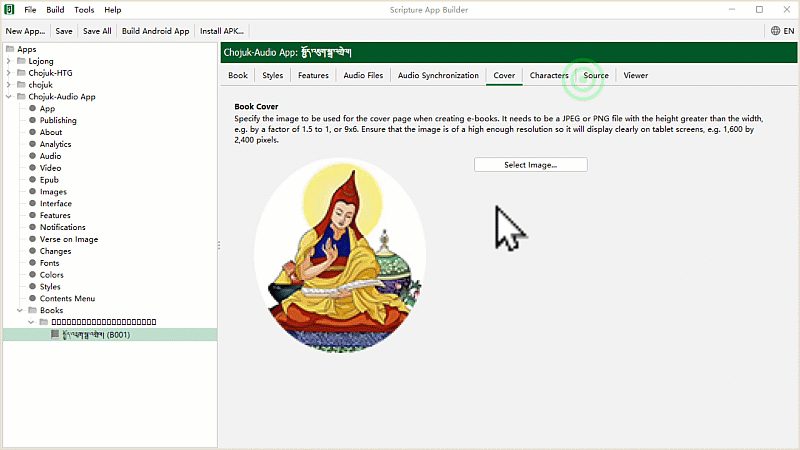 Scripture App Builder
File Build Tools Help
New App... Save Save All Build Android App Install APK... EN
Apps
Lojong
Chojuk-HTG
chojuk
Chojuk-Audio App
App
Publishing
About
Analytics
Audio
Video
Epub
Images
Interface
Features
Notifications
Verse on Image
Changes
Fonts
Colors
Styles
Contents Menu
Books
(B001)
Chojuk-Audio App:
Book Styles Features Audio Files Audio Synchronization Cover Characters Source Viewer
Book Cover
Specify the image to be used for the cover page when creating e-books. It needs to be a JPEG or PNG file with the height greater than the width,
e.g. by a factor of 1.5 to 1, or 9x6. Ensure that the image is of a high enough resolution so it will display clearly on tablet screens, e.g. 1,600 by
2,400 pixels.
Select Image...